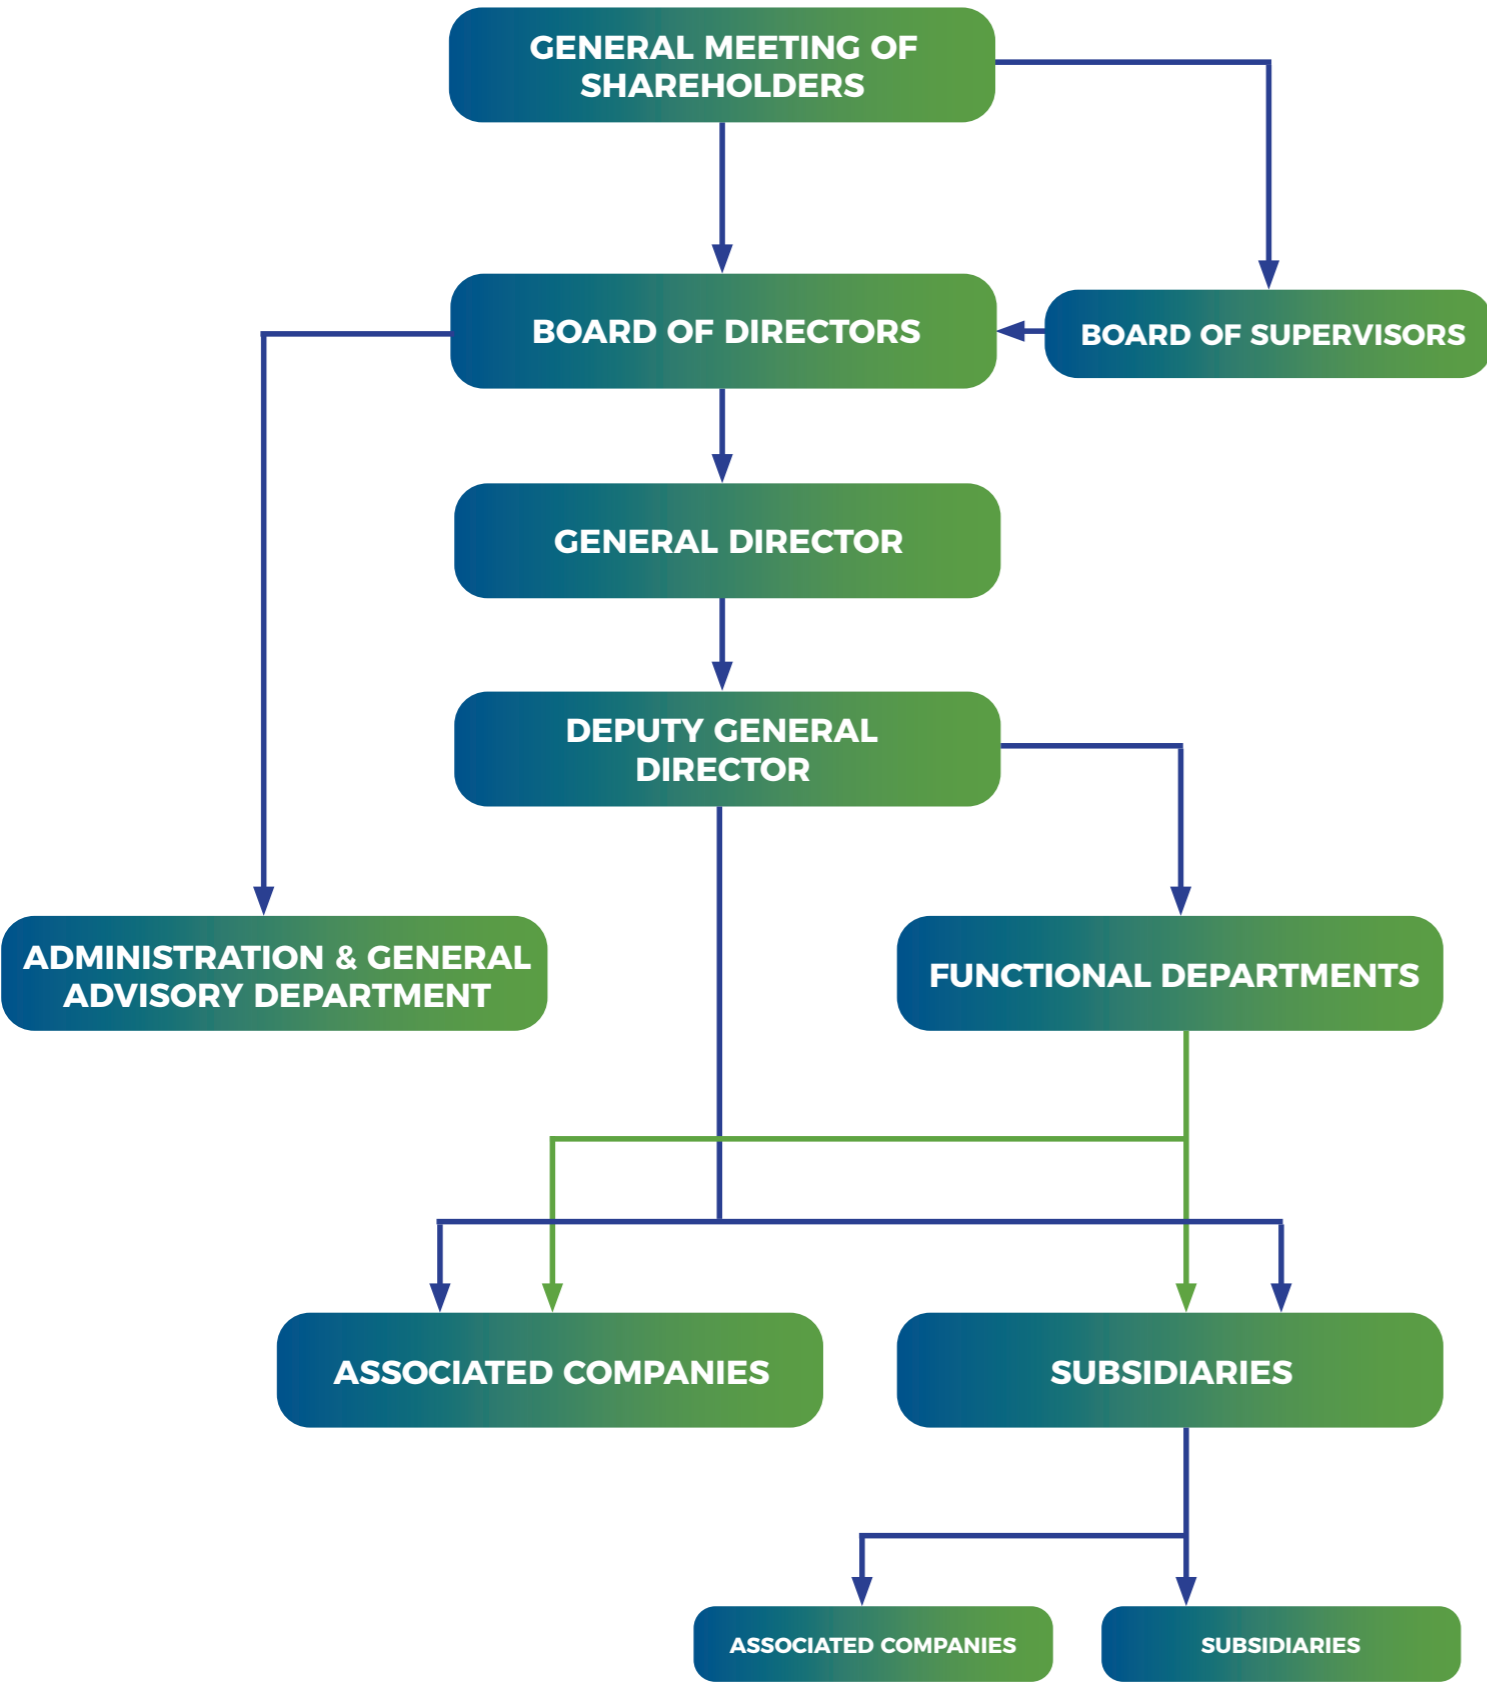 GENERAL MEETING OF
SHAREHOLDERS
BOARD OF DIRECTORS
BOARD OF SUPERVISORS
GENERAL DIRECTOR
DEPUTY GENERAL
DIRECTOR
ADMINISTRATION & GENERAL
ADVISORY DEPARTMENT
FUNCTIONAL DEPARTMENTS
ASSOCIATED COMPANIES
SUBSIDIARIES
ASSOCIATED COMPANIES
SUBSIDIARIES